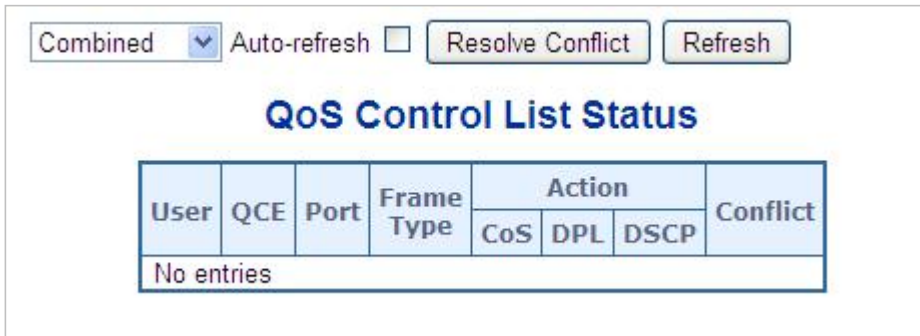 Combined Auto-refresh Resolve Conflict Refresh
QoS Control List Status
User QCE Port Frame Type Action Conflict
CoS DPL DSCP
No entries